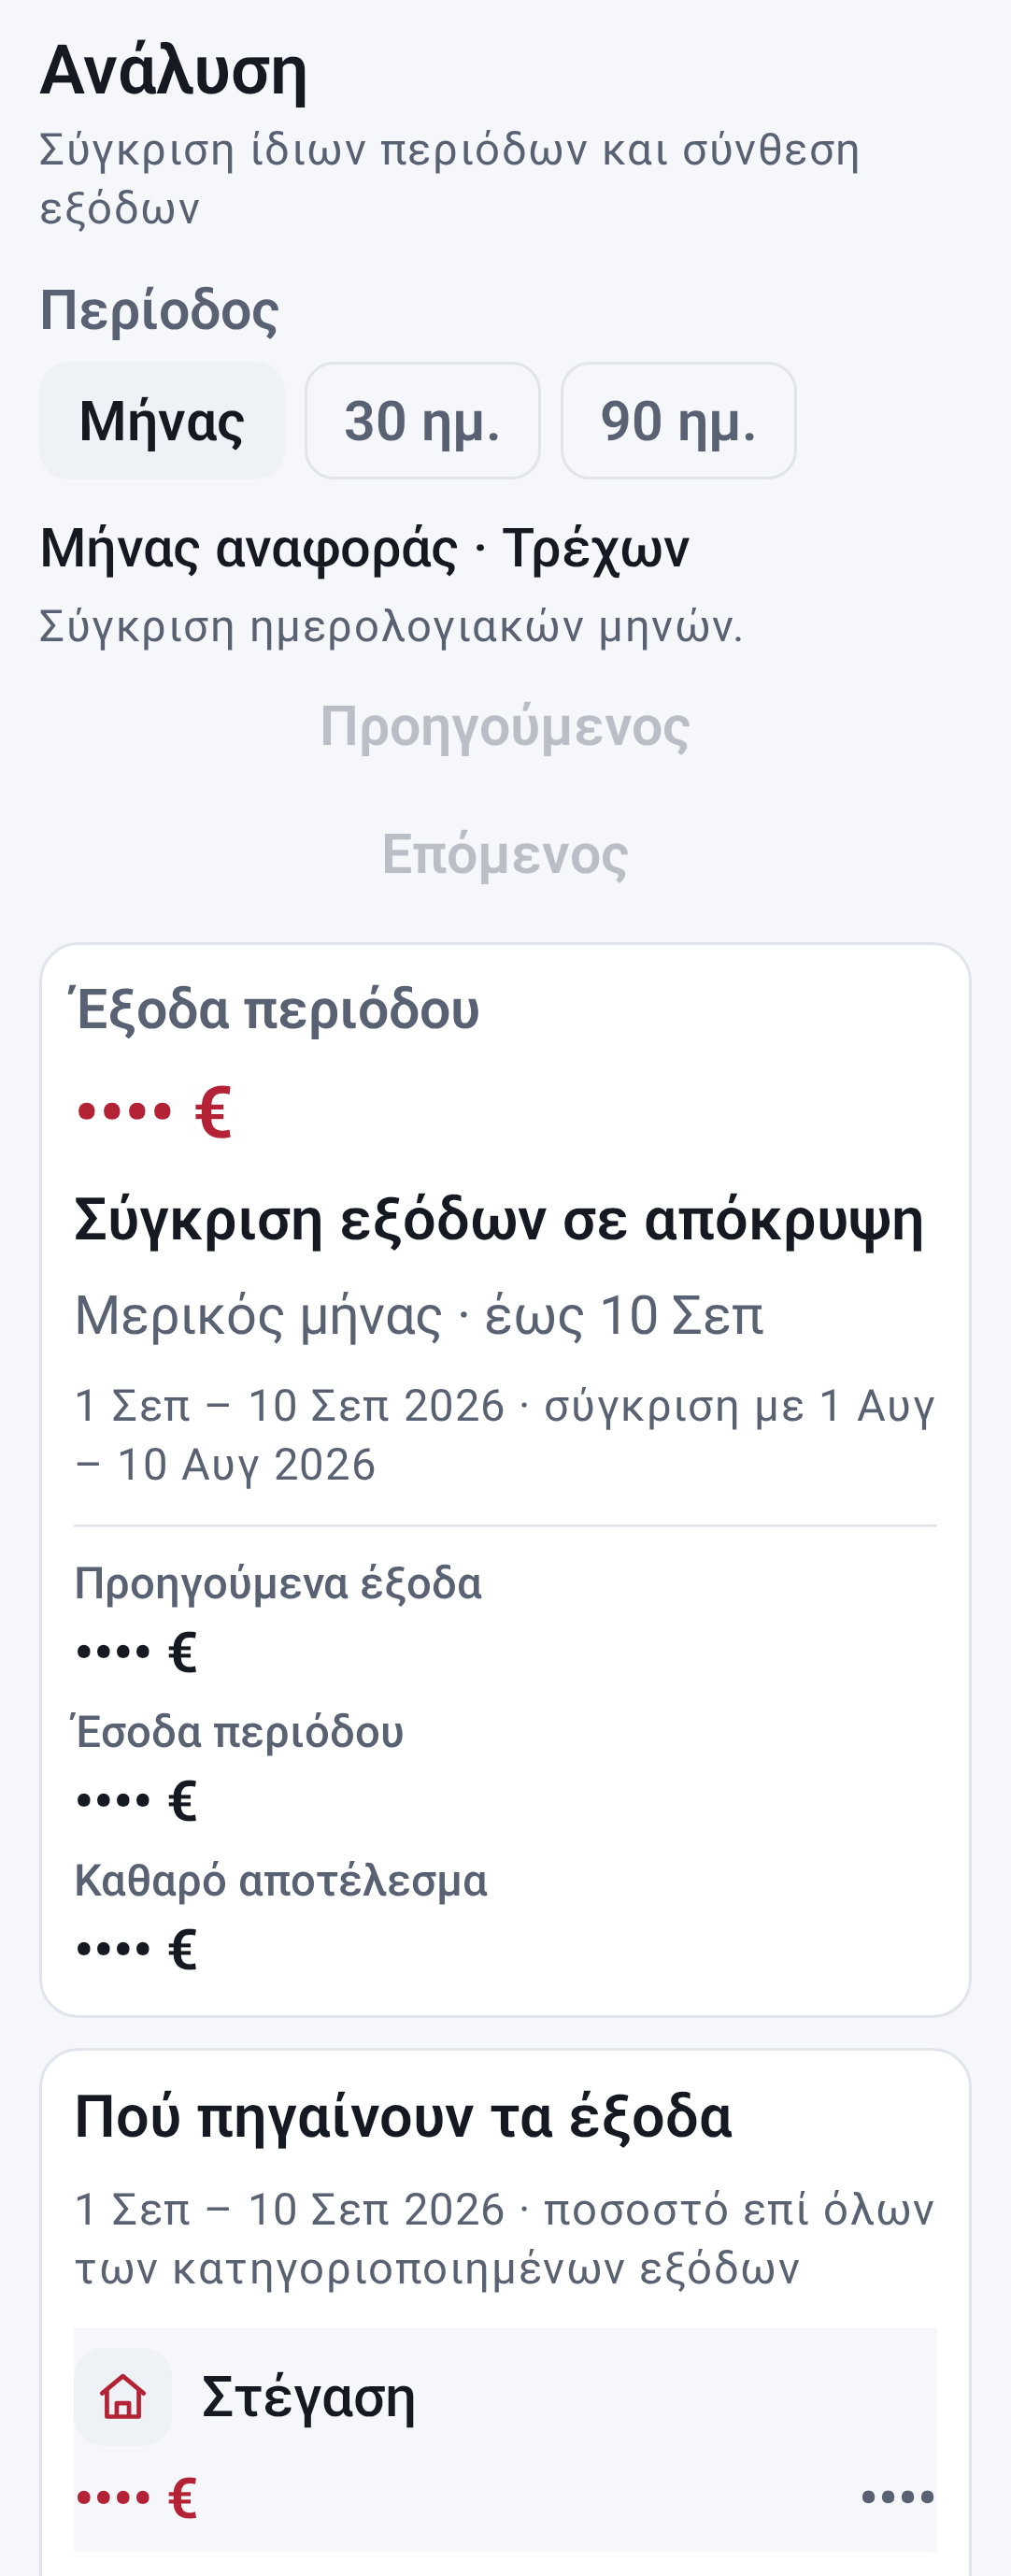 Ανάλυση
Σύγκριση ίδιων περιόδων και σύνθεση
εξόδων
Περίοδος
Μήνας
30 ημ.
90 ημ.
Μήνας αναφοράς · Τρέχων
Σύγκριση ημερολογιακών μηνών.
Προηγούμενος
Επόμενος
Έξοδα περιόδου
•••• €
Σύγκριση εξόδων σε απόκρυψη
Μερικός μήνας · έως 10 Σεπ
1 Σεπ – 10 Σεπ 2026 · σύγκριση με 1 Αυγ
– 10 Αυγ 2026
Προηγούμενα έξοδα
•••• €
Έσοδα περιόδου
•••• €
Καθαρό αποτέλεσμα
•••• €
Πού πηγαίνουν τα έξοδα
1 Σεπ – 10 Σεπ 2026 · ποσοστό επί όλων
των κατηγοριοποιημένων εξόδων
Στέγαση
•••• € ••••